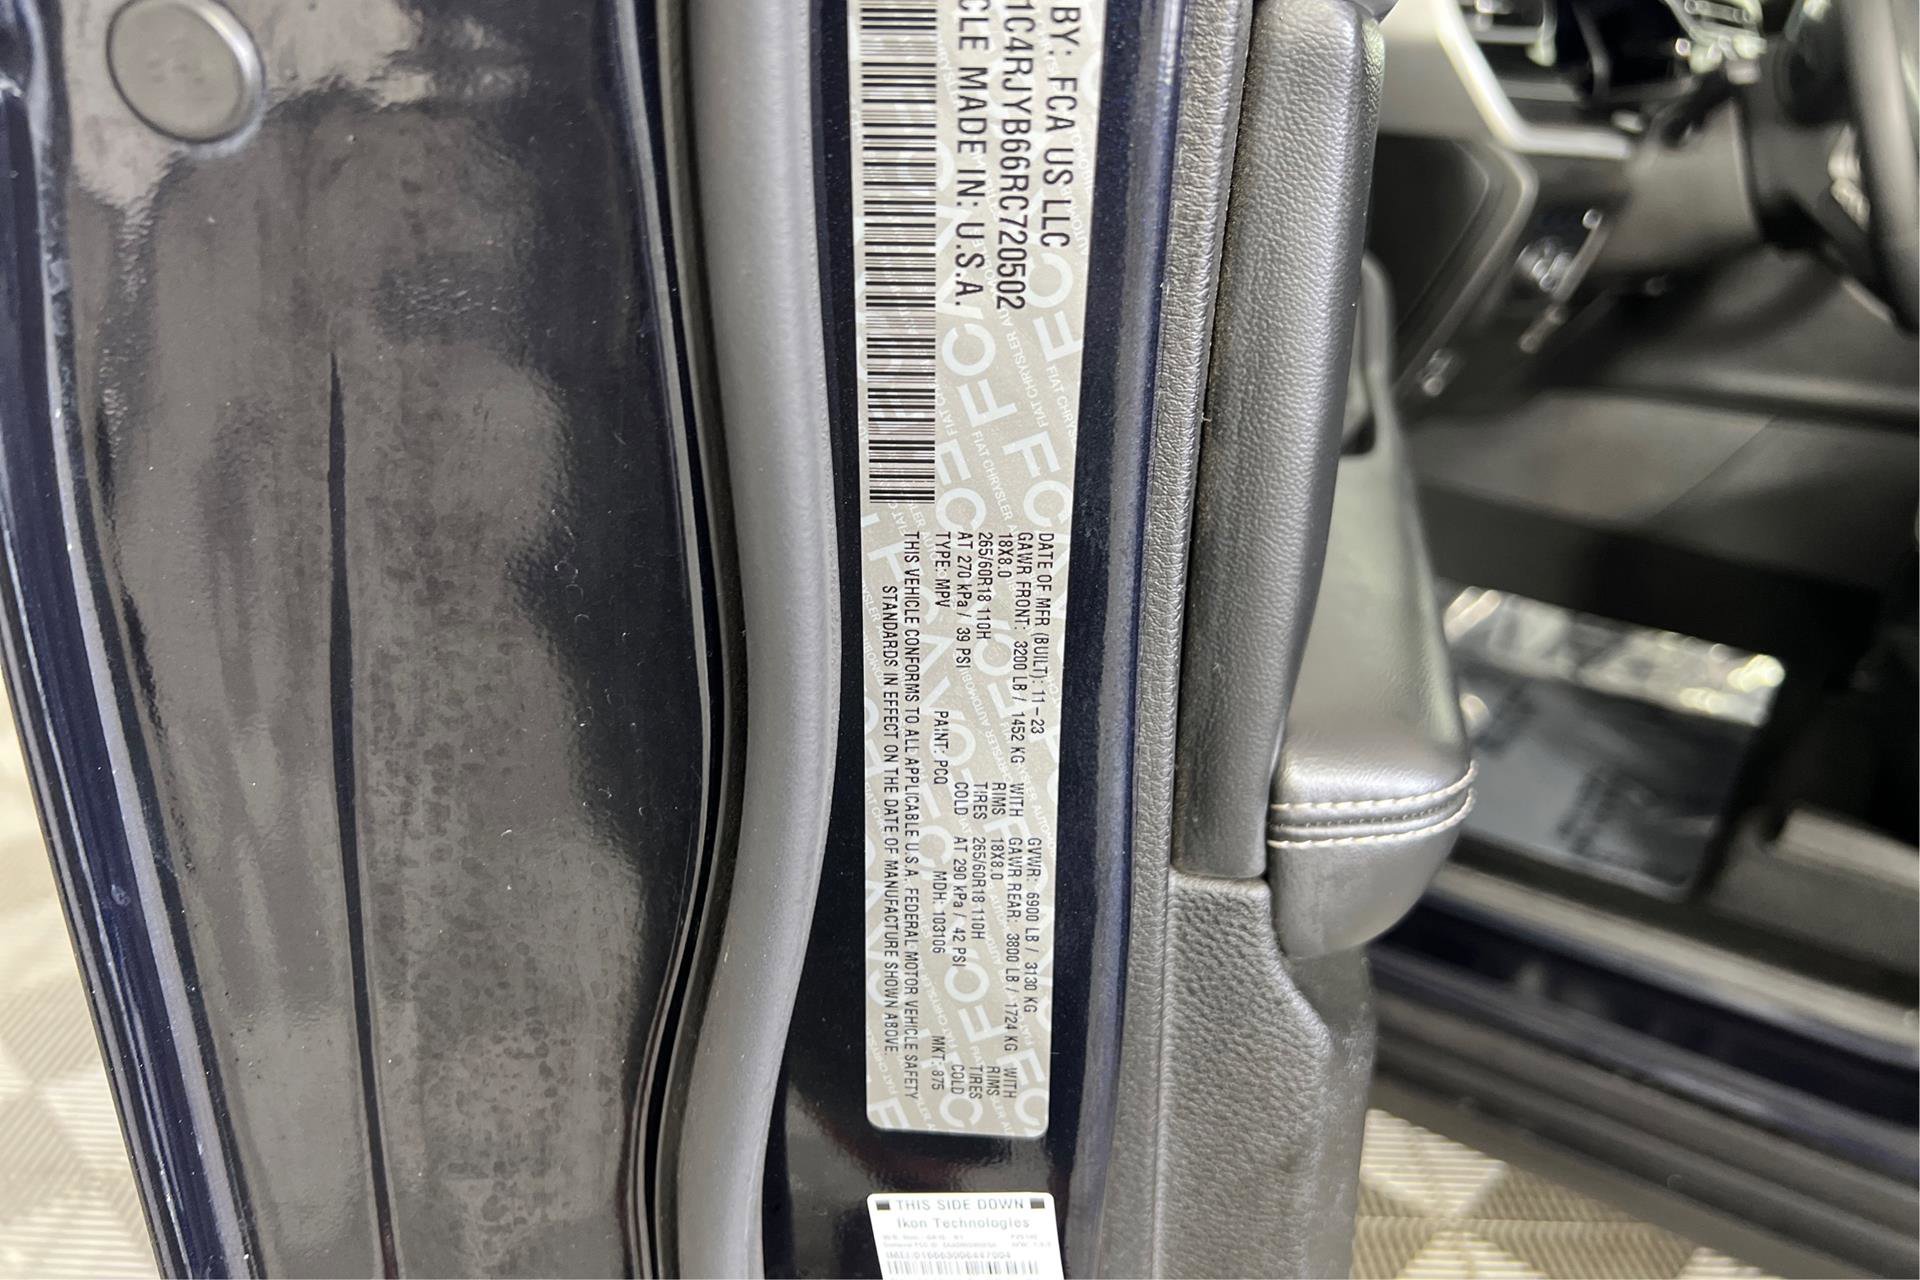 BY: FCA US LLC
DATE OF MFR (BUILT): 11-23 GVWR: 6900 LB / 3130 KG
GAWR FRONT: 3200 LB / 1452 KG WITH GAWR REAR: 3800 LB / 1724 KG WITH
18X8.0 RIMS 18X8.0 RIMS
265/60R18 110H TIRES 265/60R18 110H TIRES
AT 270 kPa / 39 PSI COLD AT 290 kPa / 42 PSI COLD
1C4RJYB66RC720502
TYPE: MPV PAINT: PCQ MDH: 103106 MKT: 875
MADE IN: U.S.A.
THIS VEHICLE CONFORMS TO ALL APPLICABLE U.S.A. FEDERAL MOTOR VEHICLE SAFETY
STANDARDS IN EFFECT ON THE DATE OF MANUFACTURE SHOWN ABOVE.
THIS SIDE DOWN
Ikon Technologies
IMEI:016663006447004